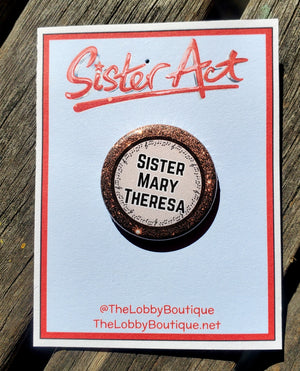 Sister Act
SISTER
MARY
THERESA
@TheLobbyBoutique
TheLobbyBoutique.net